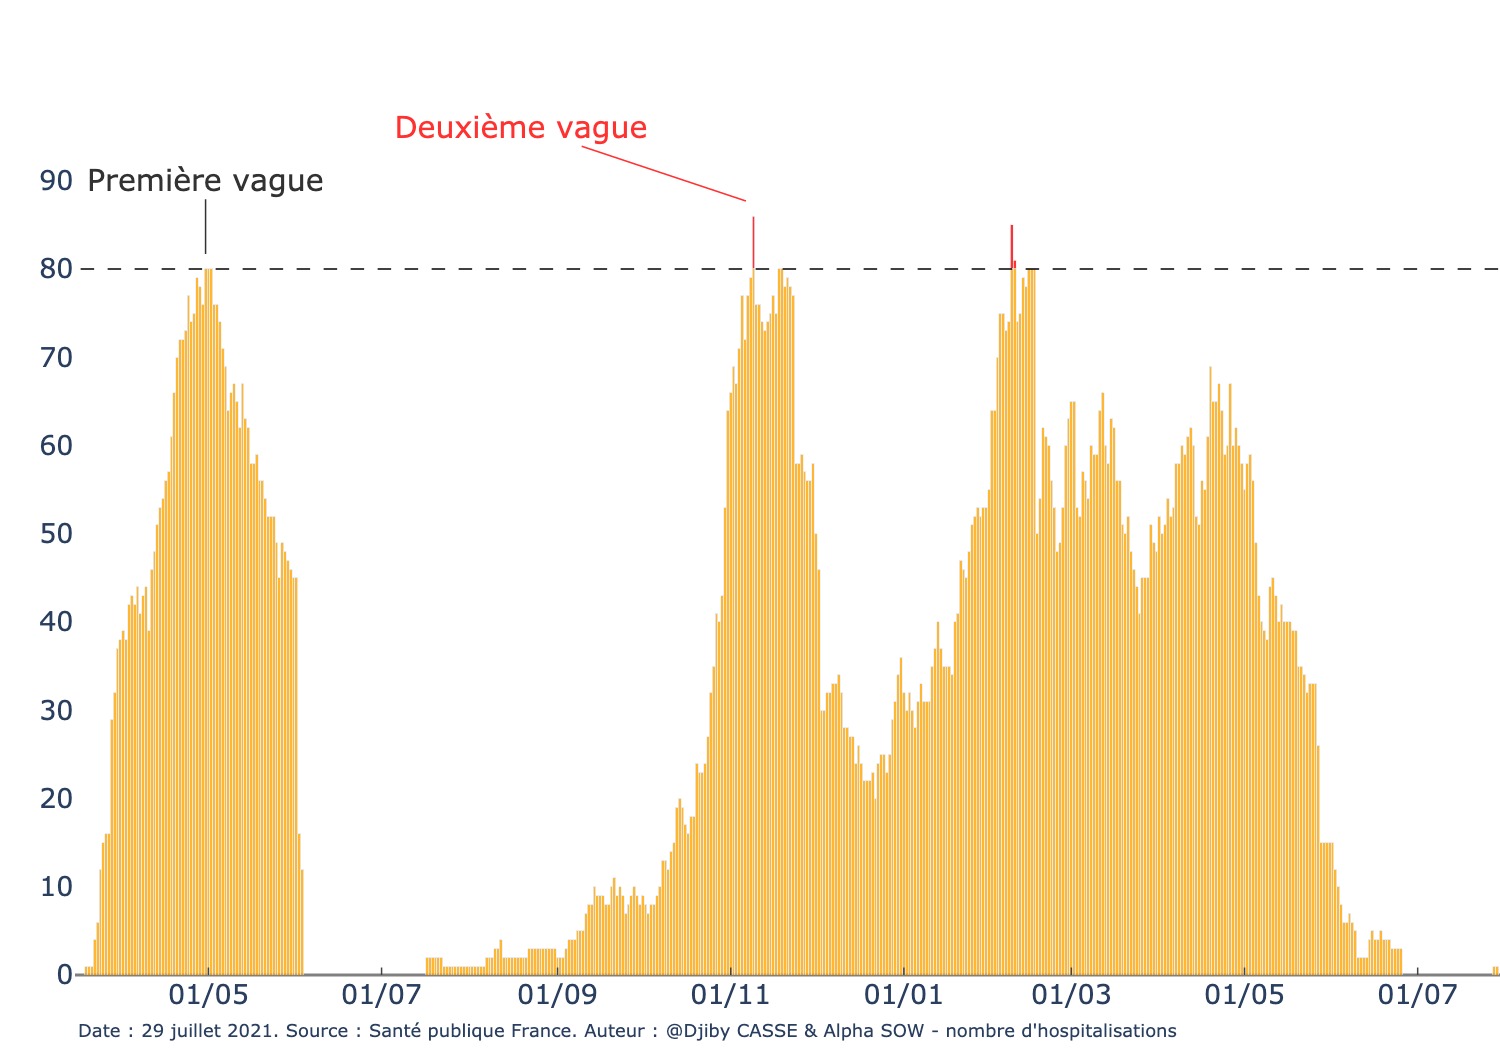 Deuxième vague
90
Première vague
80
70
60
50
40
30
20
10
0
01/05 01/07 01/09 01/11 01/01 01/03 01/05 01/07
Date : 29 juillet 2021. Source : Santé publique France. Auteur : @Djiby CASSE & Alpha SOW - nombre d'hospitalisations